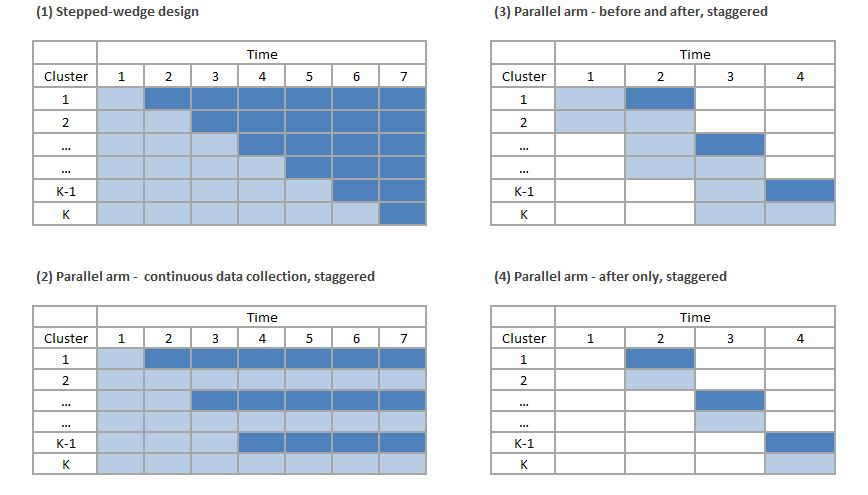 (1) Stepped-wedge design
Time
Cluster 1 2 3 4 5 6 7
1
2
...
...
K-1
K
(3) Parallel arm - before and after, staggered
Time
Cluster 1 2 3 4
1
2
...
...
K-1
K
(2) Parallel arm - continuous data collection, staggered
Time
Cluster 1 2 3 4 5 6 7
1
2
...
...
K-1
K
(4) Parallel arm - after only, staggered
Time
Cluster 1 2 3 4
1
2
...
...
K-1
K